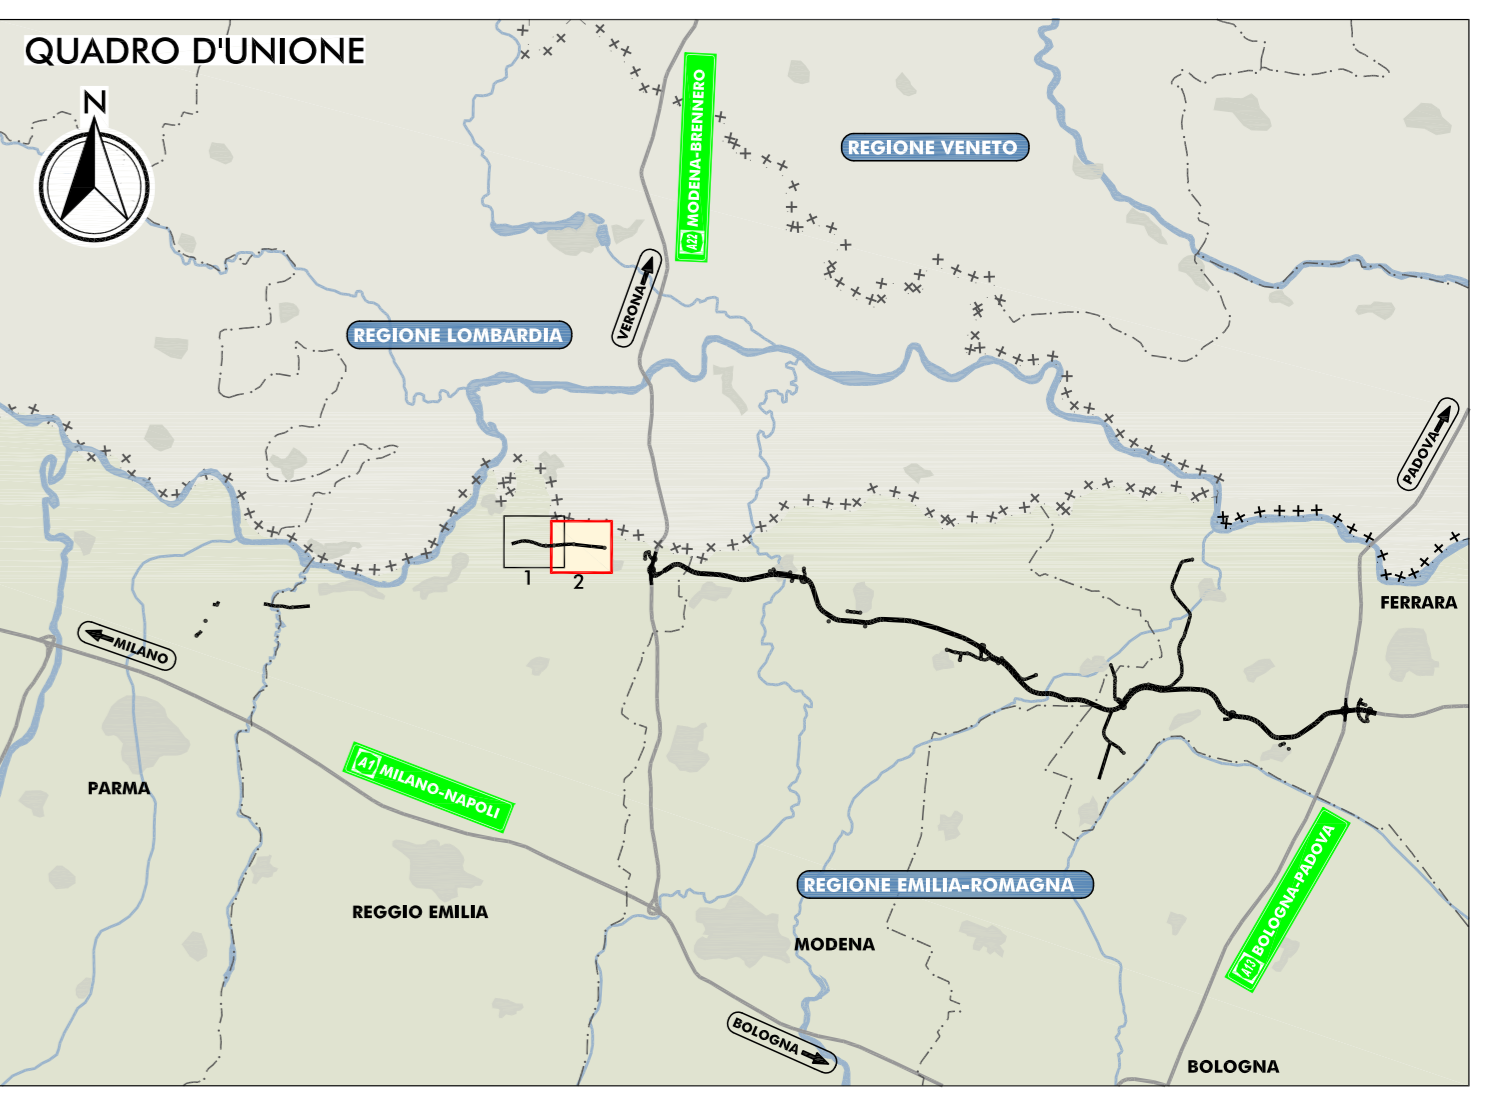 QUADRO D'UNIONE
N
A22 MODENA-BRENNERO
REGIONE VENETO
VERONA
REGIONE LOMBARDIA
PADOVA
1
2
FERRARA
MILANO
PARMA
A1 MILANO-NAPOLI
REGIONE EMILIA-ROMAGNA
A13 BOLOGNA-PADOVA
REGGIO EMILIA
MODENA
BOLOGNA
BOLOGNA